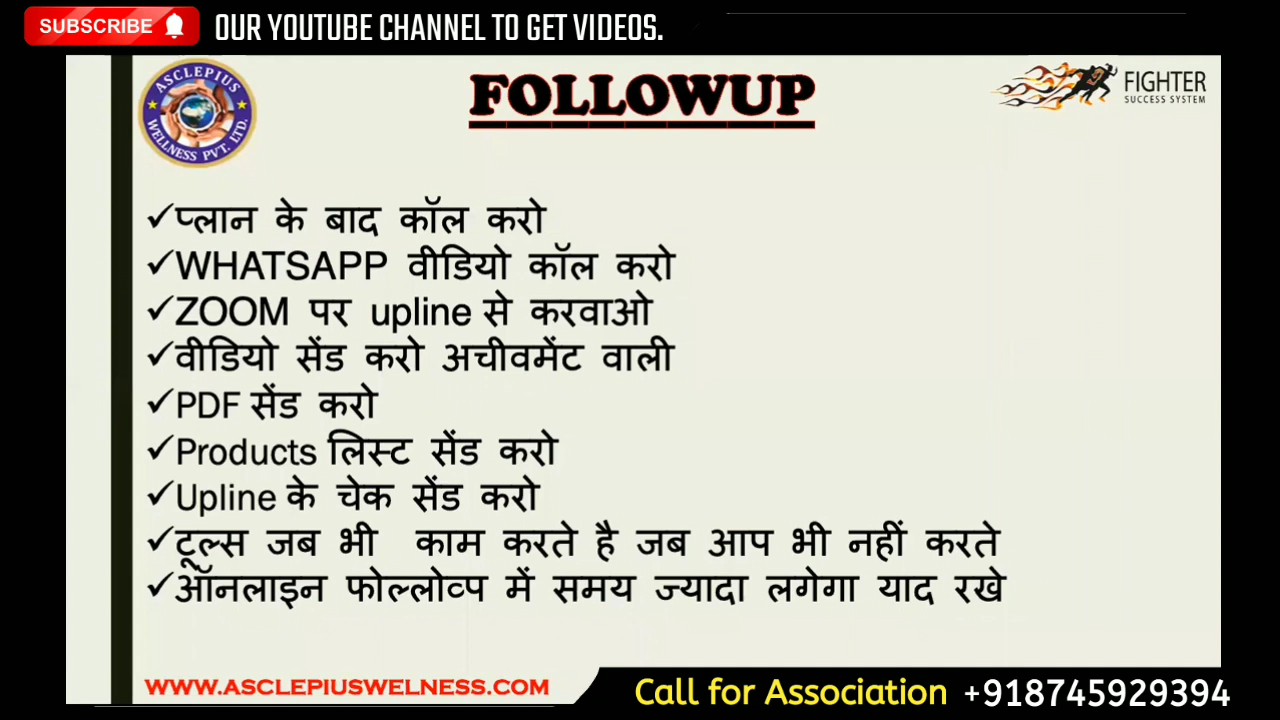 SUBSCRIBE
OUR YOUTUBE CHANNEL TO GET VIDEOS.
ASCLEPIUS
WELLNESS PVT. LTD.
FOLLOWUP
FIGHTER
SUCCESS SYSTEM
✓प्लान के बाद कॉल करो
✓WHATSAPP वीडियो कॉल करो
✓ZOOM पर upline से करवाओ
✓वीडियो सेंड करो अचीवमेंट वाली
✓PDF सेंड करो
✓Products लिस्ट सेंड करो
✓Upline के चेक सेंड करो
✓टूल्स जब भी काम करते है जब आप भी नहीं करते
✓ऑनलाइन फोल्लोव्प में समय ज्यादा लगेगा याद रखे
WWW.ASCLEPIUSWELNESS.COM
Call for Association +918745929394